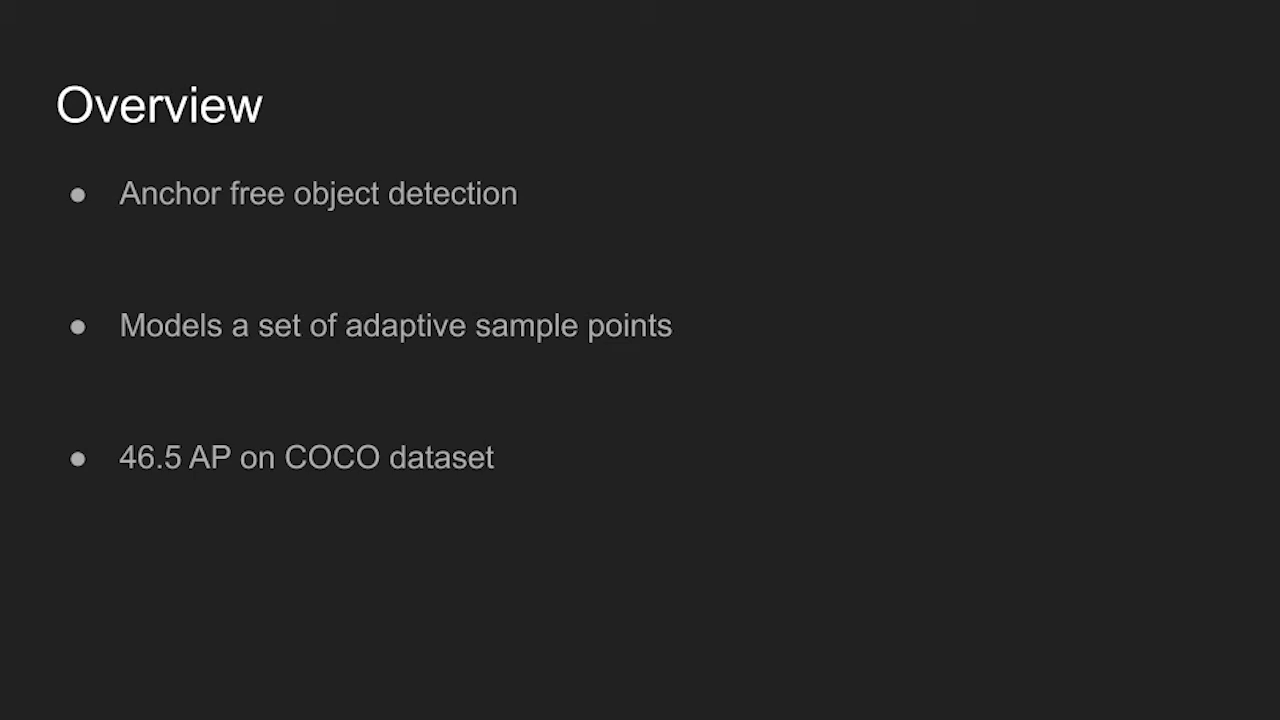 Overview
● Anchor free object detection
● Models a set of adaptive sample points
● 46.5 AP on COCO dataset